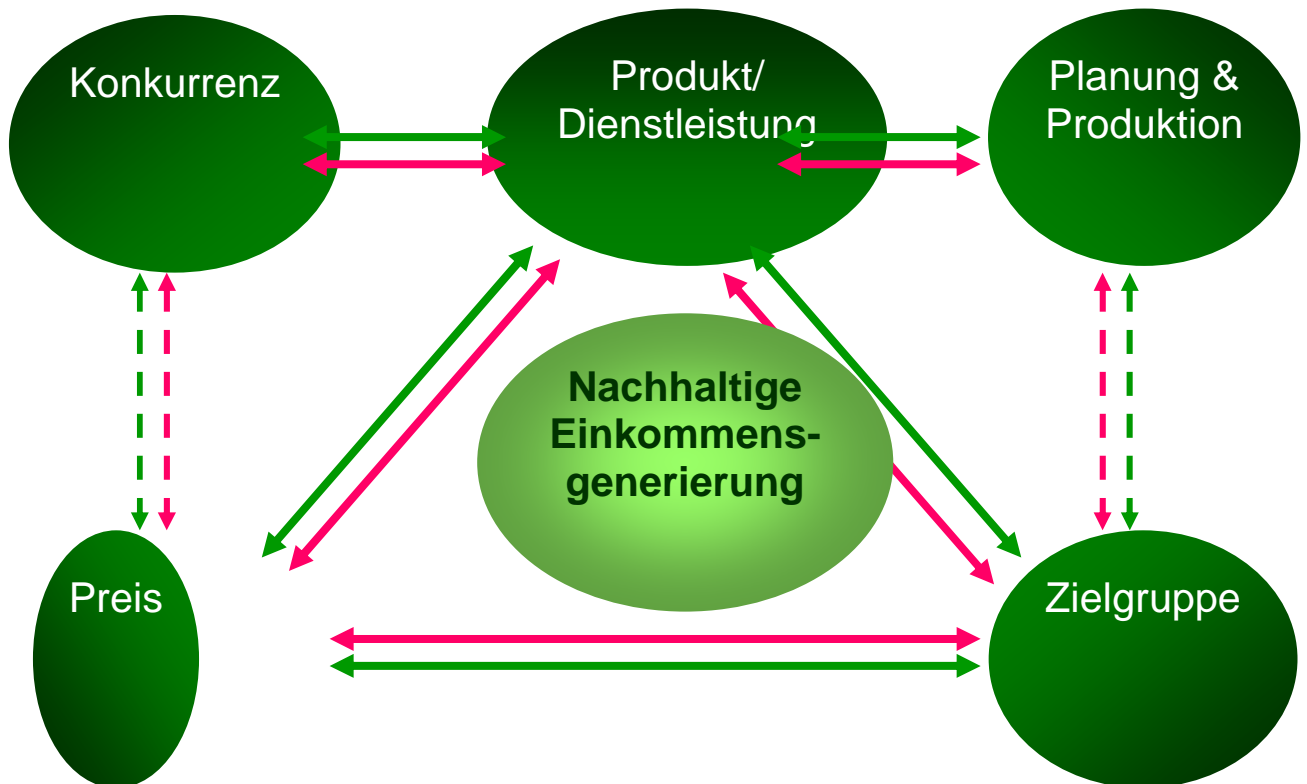 Konkurrenz
Produkt/
Dienstleistung
Planung &
Produktion
Nachhaltige
Einkommens-
generierung
Preis
Zielgruppe